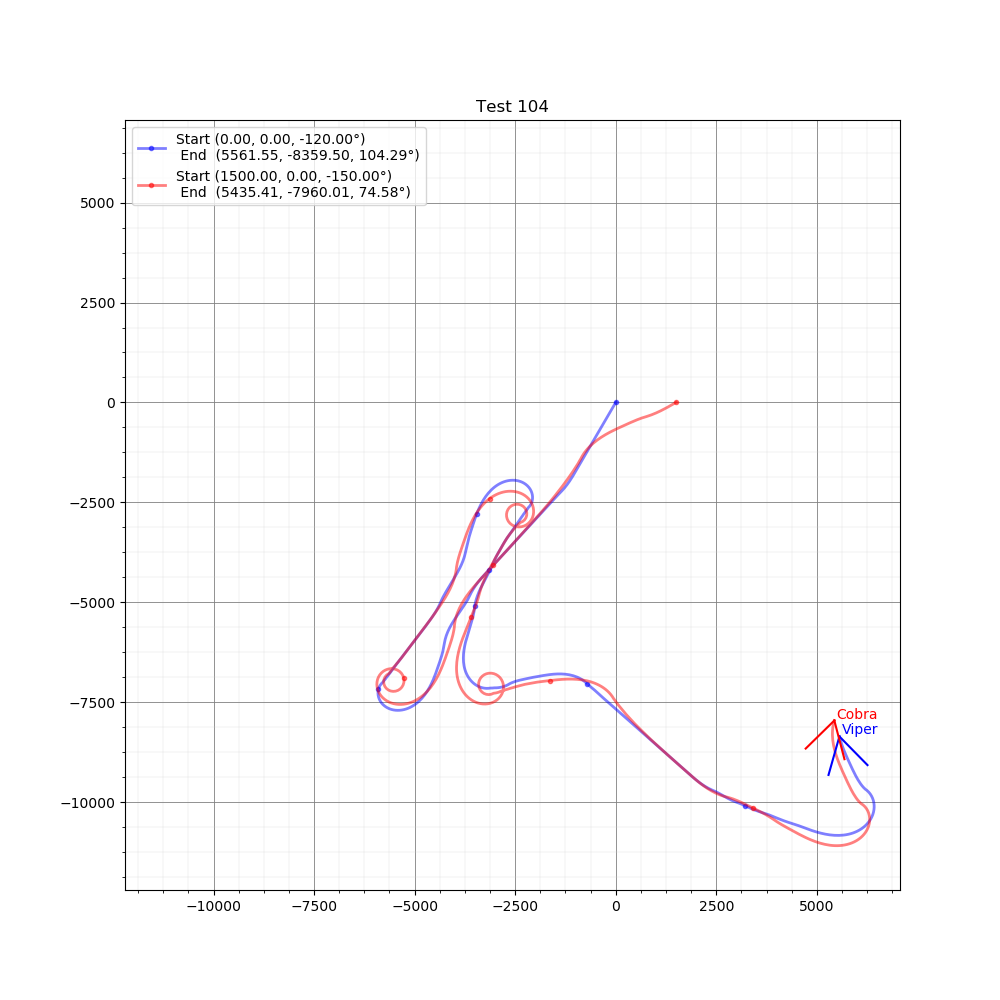 Test 104
Start (0.00, 0.00, -120.00°)
End  (5561.55, -8359.50, 104.29°)
Start (1500.00, 0.00, -150.00°)
End  (5435.41, -7960.01, 74.58°)
5000
2500
0
−2500
−5000
−7500
−10000
Cobra
Viper
−10000 −7500 −5000 −2500 0 2500 5000